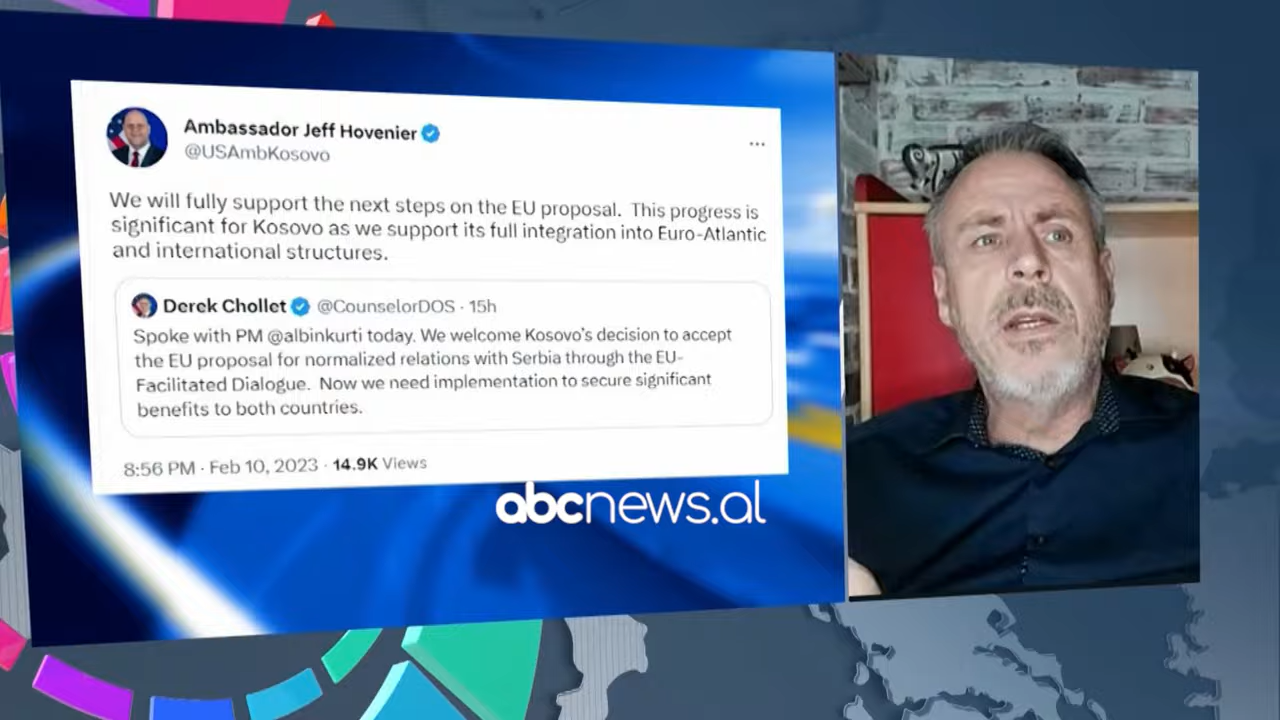 Ambassador Jeff Hovenier
@USAmbKosovo
We will fully support the next steps on the EU proposal. This progress is
significant for Kosovo as we support its full integration into Euro-Atlantic
and international structures.
Derek Chollet @CounselorDOS · 15h
Spoke with PM @albinkurti today. We welcome Kosovo's decision to accept
the EU proposal for normalized relations with Serbia through the EU-
Facilitated Dialogue. Now we need implementation to secure significant
benefits to both countries.
8:56 PM · Feb 10, 2023 · 14.9K Views
abcnews.al